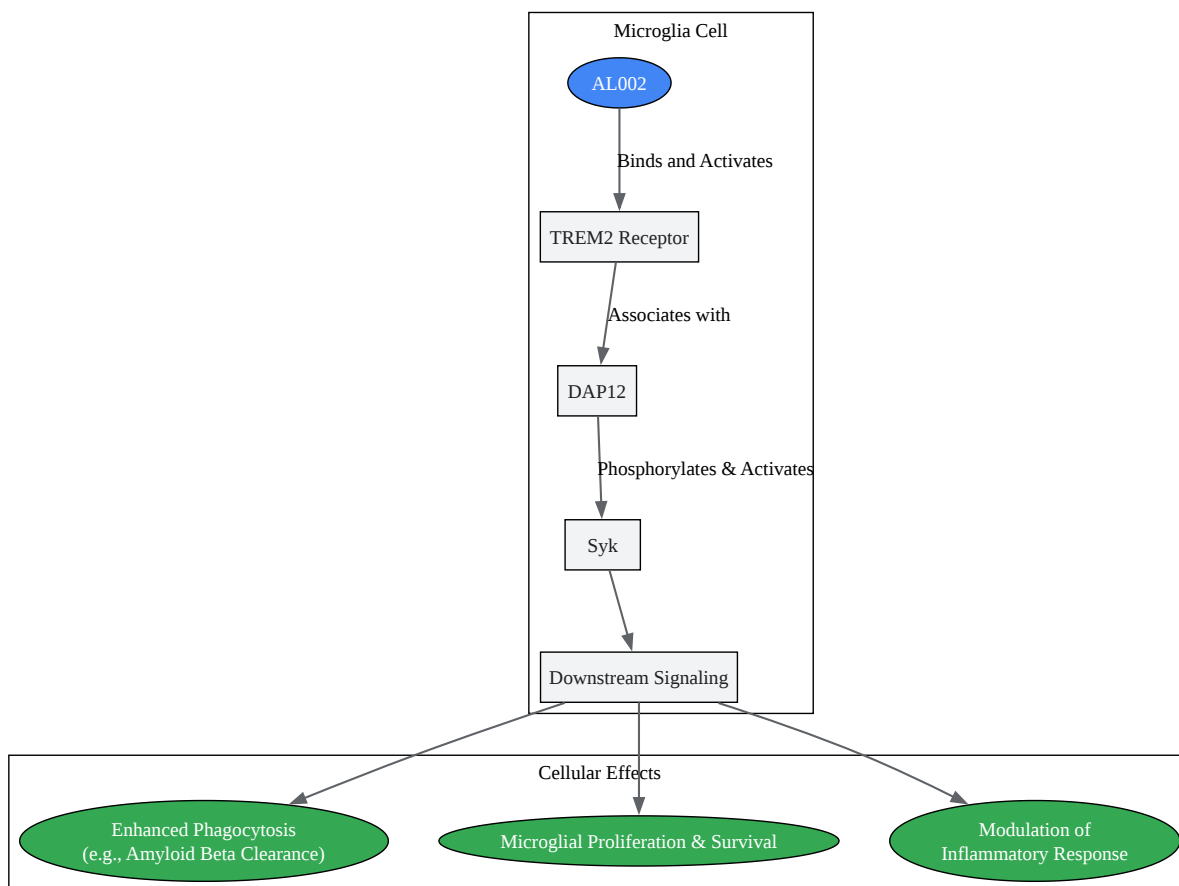 Microglia Cell
AL002
Binds and Activates
TREM2 Receptor
Associates with
DAP12
Phosphorylates & Activates
Syk
Downstream Signaling
Cellular Effects
Enhanced Phagocytosis
(e.g., Amyloid Beta Clearance)
Microglial Proliferation & Survival
Modulation of
Inflammatory Response